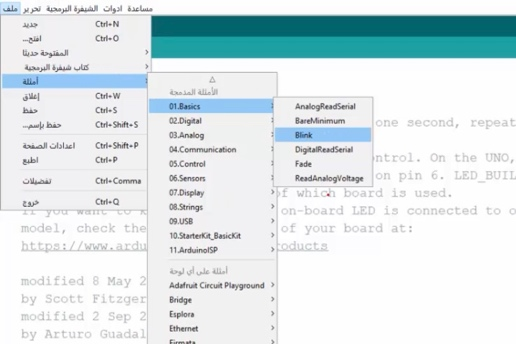 ملف تحرير الشيفرة البرمجية ادوات مساعدة
جديد Ctrl+N
افتح... Ctrl+O
المفتوحة حديثا
كتاب شيفرة البرمجية
أمثلة
إغلاق Ctrl+W
حفظ Ctrl+S
حفظ بإسم... Ctrl+Shift+S
اعدادات الصفحة Ctrl+Shift+P
اطبع Ctrl+P
تفضيلات Ctrl+Comma
خروج Ctrl+Q
الأمثلة المدمجة
01.Basics
02.Digital
03.Analog
04.Communication
05.Control
06.Sensors
07.Display
08.Strings
09.USB
10.StarterKit_BasicKit
11.ArduinoISP
أمثلة على أي لوحة
Adafruit Circuit Playground
Bridge
Esplora
Ethernet
Firmata
AnalogReadSerial
BareMinimum
Blink
DigitalReadSerial
Fade
ReadAnalogVoltage
one second, repeat
ontrol. On the UNO,
on pin 6. LED_BUIL
of which board is used.
If you want to k on-board LED is connected to o
model, check the of your board at:
https://www.ardu oducts
modified 8 May 2
by Scott Fitzger
modified 2 Sep 2
by Arturo Guadal